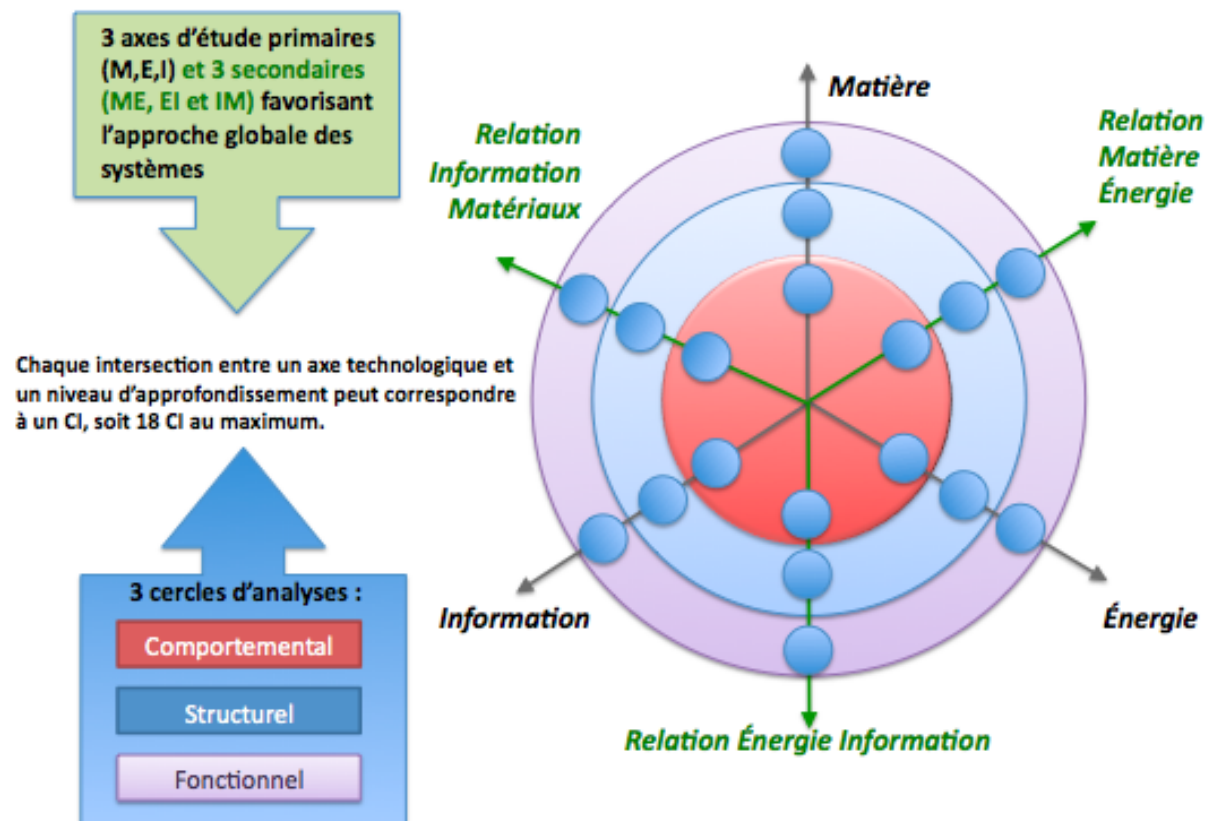 3 axes d’étude primaires
(M,E,I) et 3 secondaires
(ME, EI et IM) favorisant
l’approche globale des
systèmes
Matière
Relation
Matière
Énergie
Relation
Information
Matériaux
Chaque intersection entre un axe technologique et
un niveau d’approfondissement peut correspondre
à un CI, soit 18 CI au maximum.
3 cercles d’analyses :
Comportemental
Structurel
Fonctionnel
Information
Énergie
Relation Énergie Information